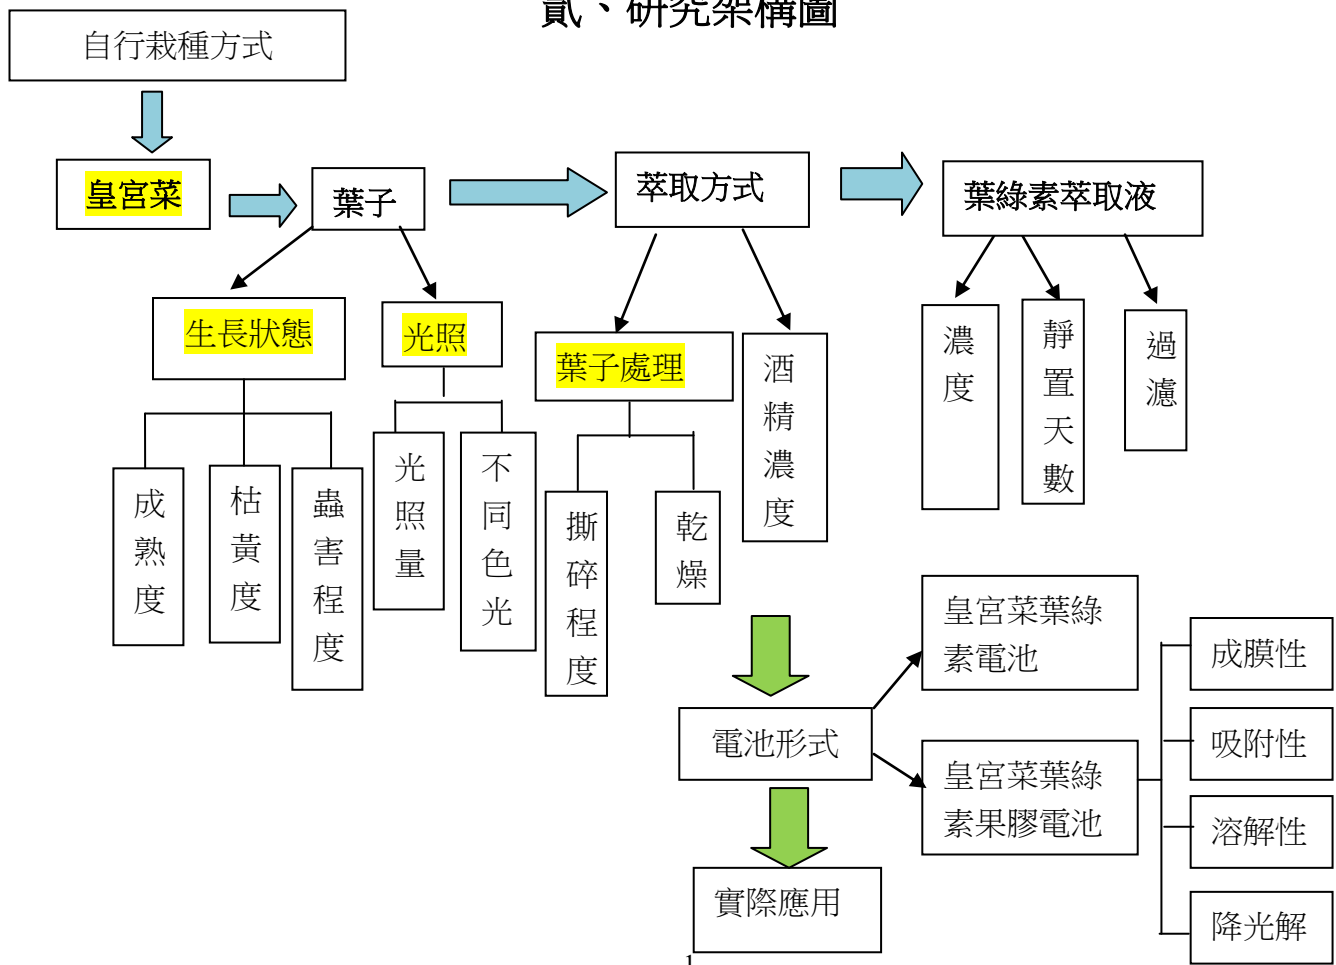 貳、研究架構圖
自行栽種方式
皇宮菜
葉子
萃取方式
葉綠素萃取液
生長狀態
光照
葉子處理
酒精濃度
濃度
靜置天數
過濾
成熟度
枯黃度
蟲害程度
光照量
不同色光
撕碎程度
乾燥
皇宮菜葉綠
素電池
電池形式
皇宮菜葉綠
素果膠電池
成膜性
吸附性
溶解性
降光解
實際應用
1